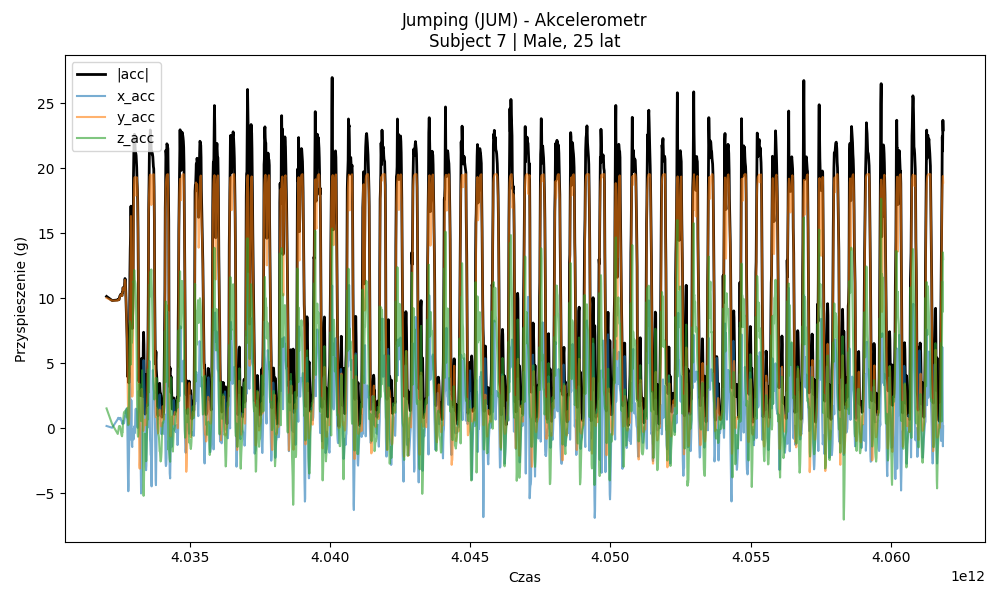 Jumping (JUM) - Akcelerometr
Subject 7 | Male, 25 lat
|acc|
x_acc
y_acc
z_acc
Przyspieszenie (g)
25
20
15
10
5
0
−5
4.035 4.040 4.045 4.050 4.055 4.060
1e12
Czas